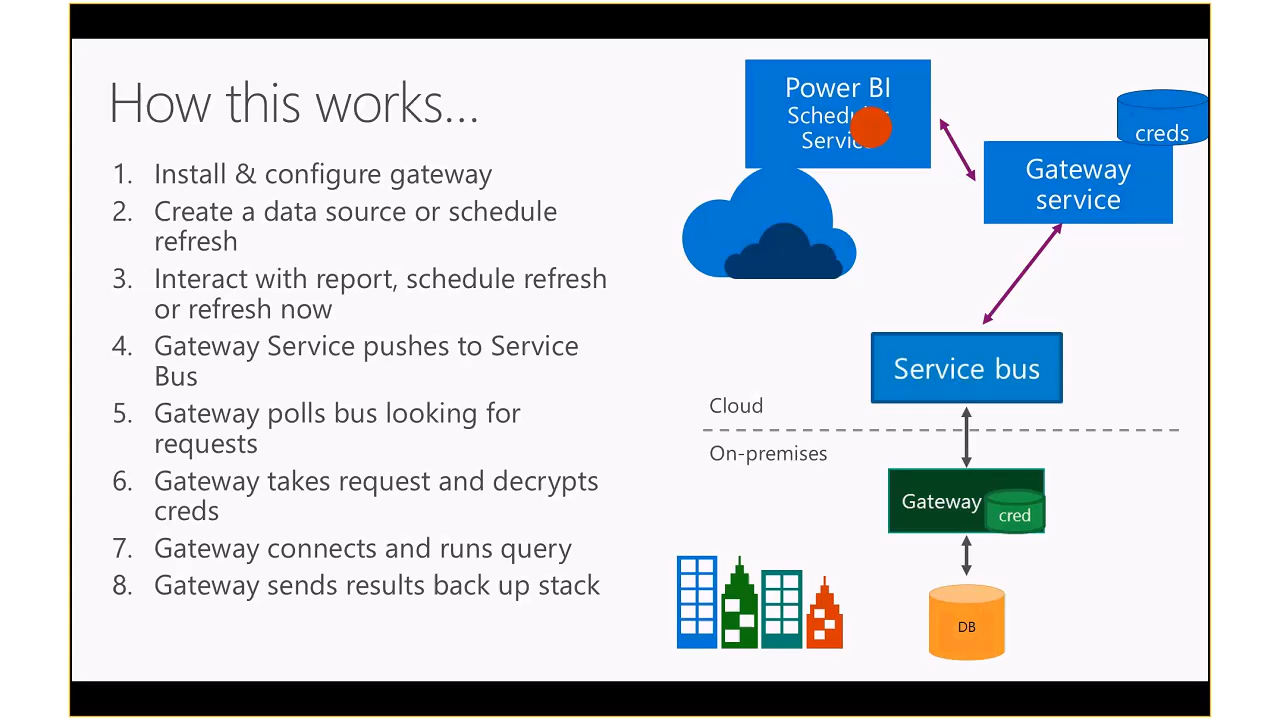 How this works...
1. Install & configure gateway
2. Create a data source or schedule
refresh
3. Interact with report, schedule refresh
or refresh now
4. Gateway Service pushes to Service
Bus
5. Gateway polls bus looking for
requests
6. Gateway takes request and decrypts
creds
7. Gateway connects and runs query
8. Gateway sends results back up stack
Power BI
creds
Gateway
service
Service bus
Cloud
On-premises
Gateway
cred
DB